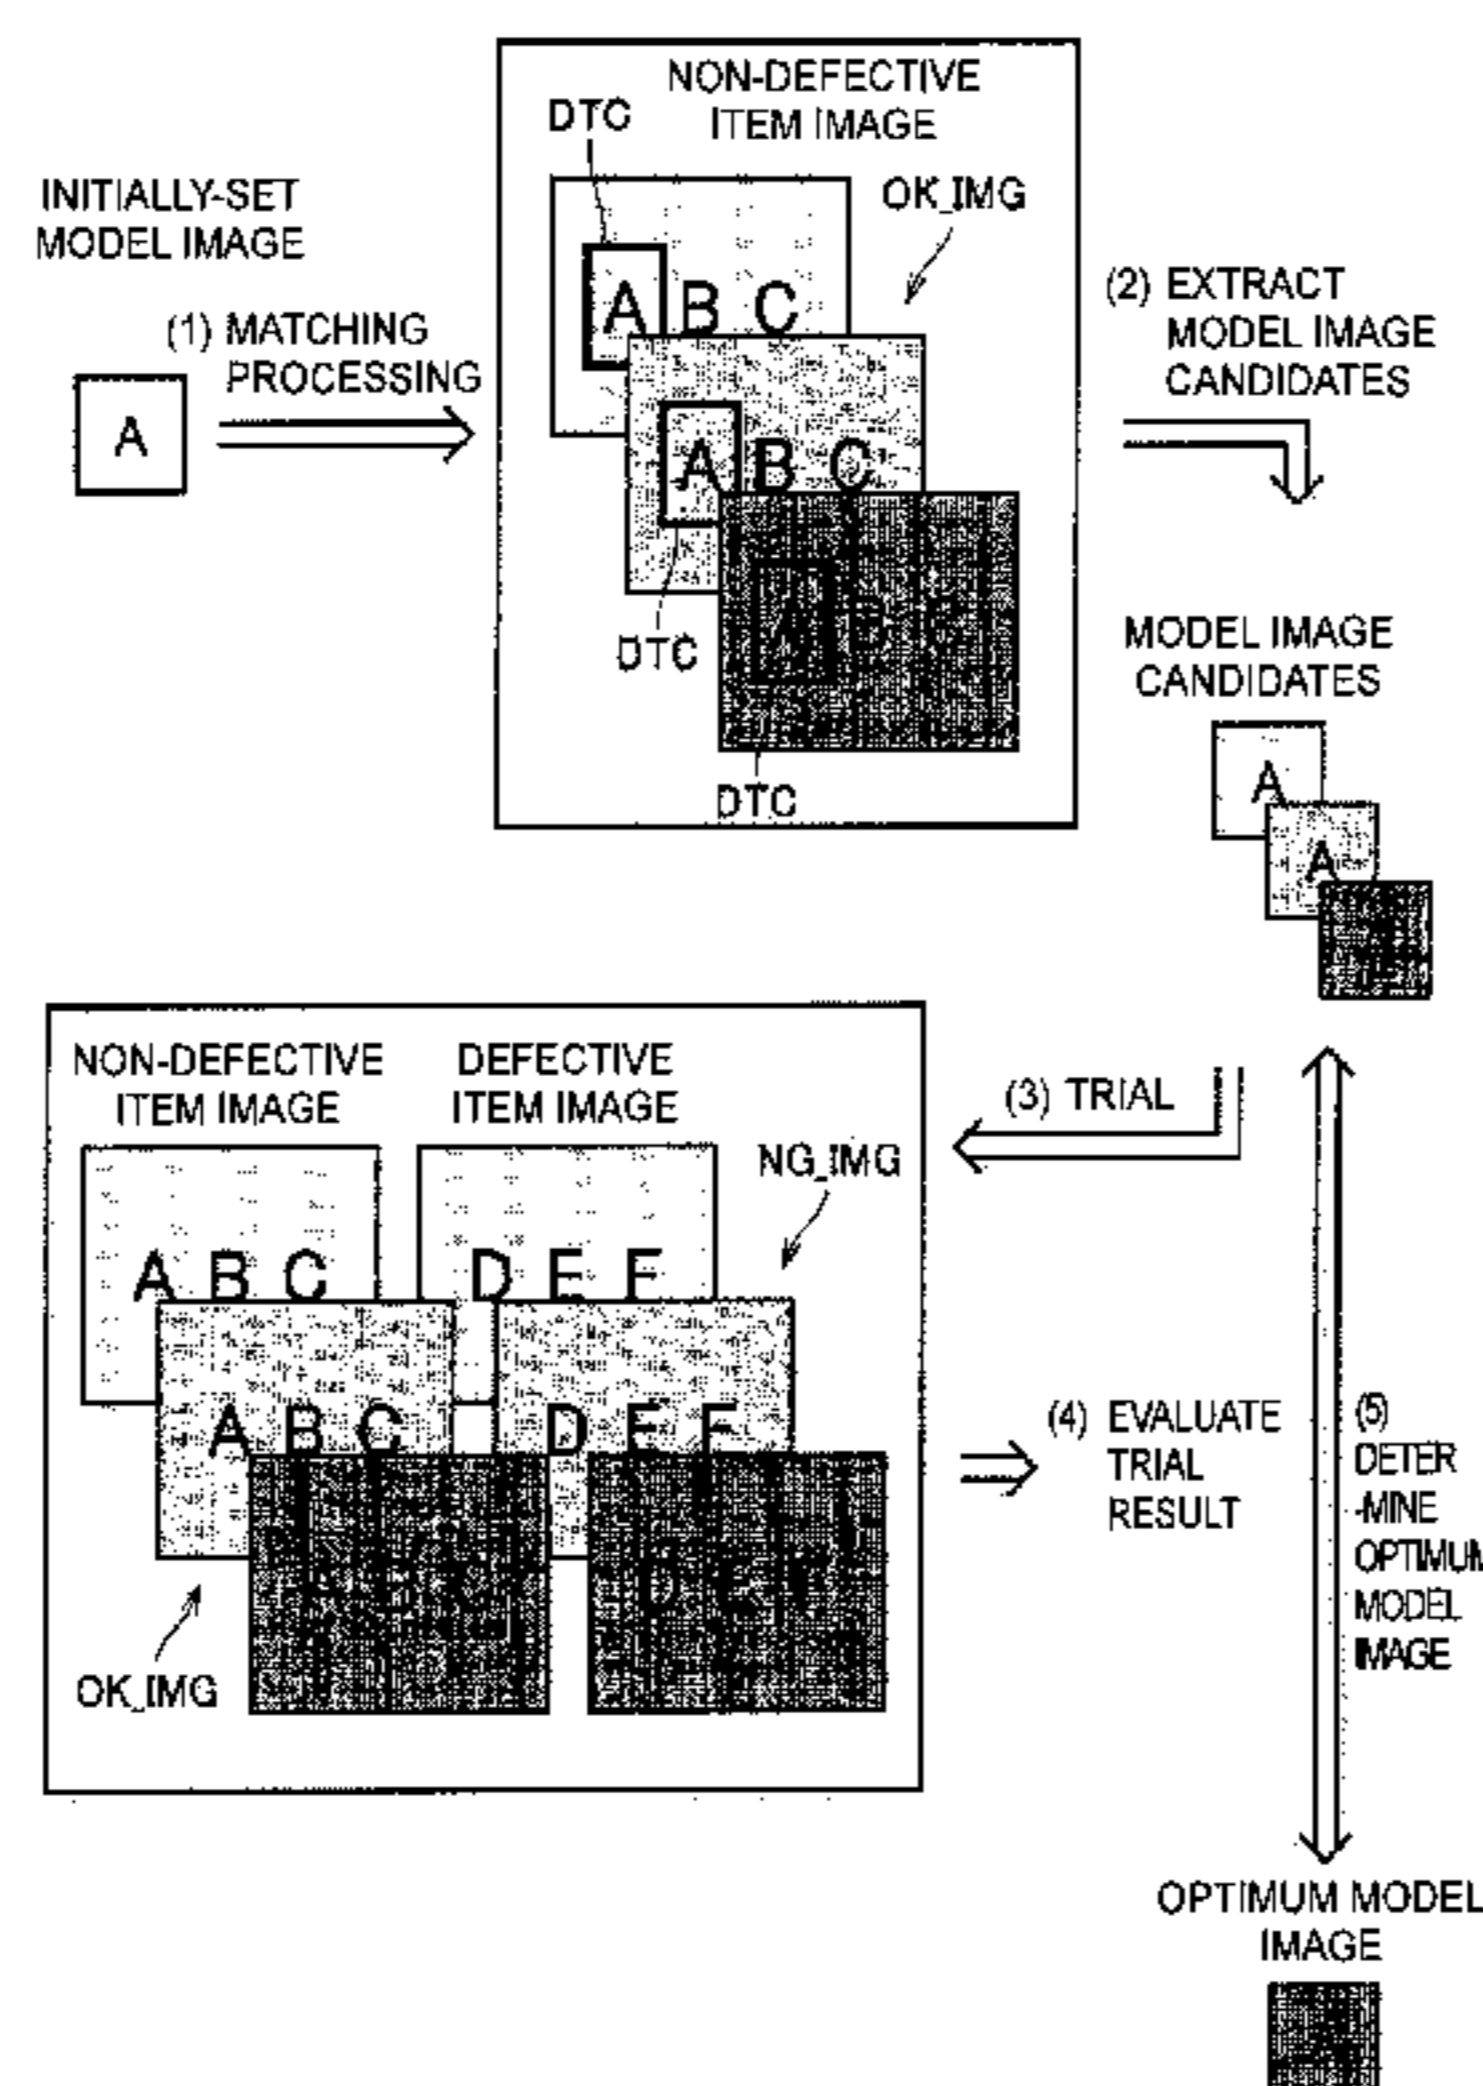 NON-DEFECTIVE
ITEM IMAGE
DTC
OK_IMG
INITIALLY-SET
MODEL IMAGE
(1) MATCHING
PROCESSING
A
A B C
A B C
A B C
DTC
DTC
(2) EXTRACT
MODEL IMAGE
CANDIDATES
MODEL IMAGE
CANDIDATES
A
A
NON-DEFECTIVE
ITEM IMAGE
DEFECTIVE
ITEM IMAGE
NG_IMG
(3) TRIAL
A B C
D E F
A B C
D E F
A B C
D E F
OK_IMG
(4) EVALUATE
TRIAL
RESULT
(5)
DETER
-MINE
OPTIMUM
MODEL
IMAGE
OPTIMUM MODEL
IMAGE